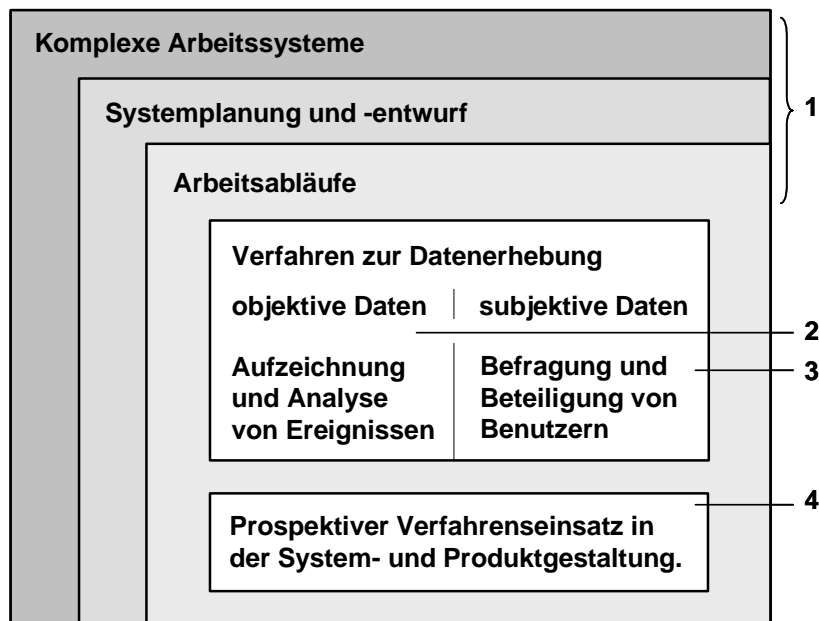 Komplexe Arbeitssysteme
1
Systemplanung und -entwurf
Arbeitsabläufe
Verfahren zur Datenerhebung
objektive Daten
subjektive Daten
2
Aufzeichnung
und Analyse
von Ereignissen
Befragung und
Beteiligung von
Benutzern
3
4
Prospektiver Verfahrenseinsatz in
der System- und Produktgestaltung.